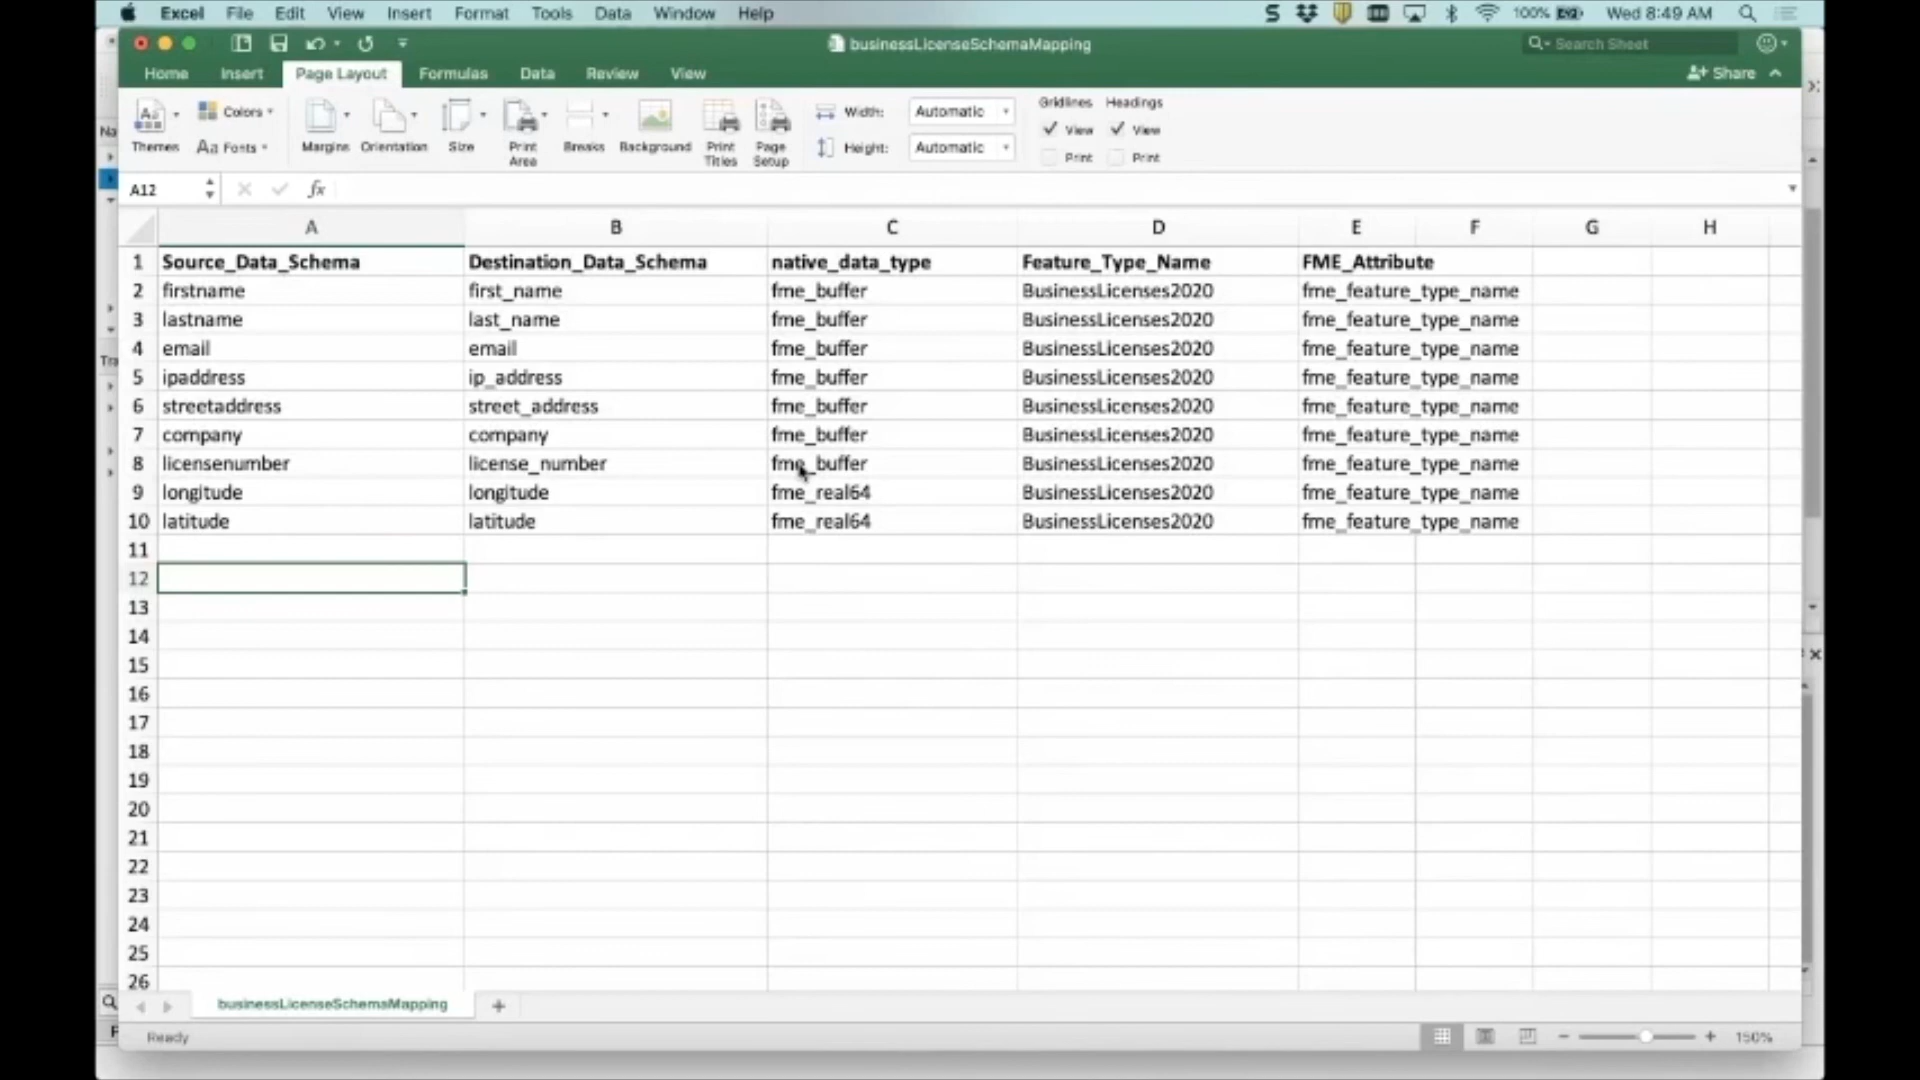 Excel File Edit View Insert Format Tools Data Window Help 100% Wed 8:49 AM
businessLicenseSchemaMapping Search Sheet
Home Insert Page Layout Formulas Data Review View Share
Themes Colors Fonts Margins Orientation Size Print Area Breaks Background Print Titles Page Setup Width: Automatic Height: Automatic Gridlines View Print Headings View Print
A12 fx
A B C D E F G H
1 Source_Data_Schema Destination_Data_Schema native_data_type Feature_Type_Name FME_Attribute
2 firstname first_name fme_buffer BusinessLicenses2020 fme_feature_type_name
3 lastname last_name fme_buffer BusinessLicenses2020 fme_feature_type_name
4 email email fme_buffer BusinessLicenses2020 fme_feature_type_name
5 ipaddress ip_address fme_buffer BusinessLicenses2020 fme_feature_type_name
6 streetaddress street_address fme_buffer BusinessLicenses2020 fme_feature_type_name
7 company company fme_buffer BusinessLicenses2020 fme_feature_type_name
8 licensenumber license_number fme_buffer BusinessLicenses2020 fme_feature_type_name
9 longitude longitude fme_real64 BusinessLicenses2020 fme_feature_type_name
10 latitude latitude fme_real64 BusinessLicenses2020 fme_feature_type_name
11
12
13
14
15
16
17
18
19
20
21
22
23
24
25
26
businessLicenseSchemaMapping
Ready 150%